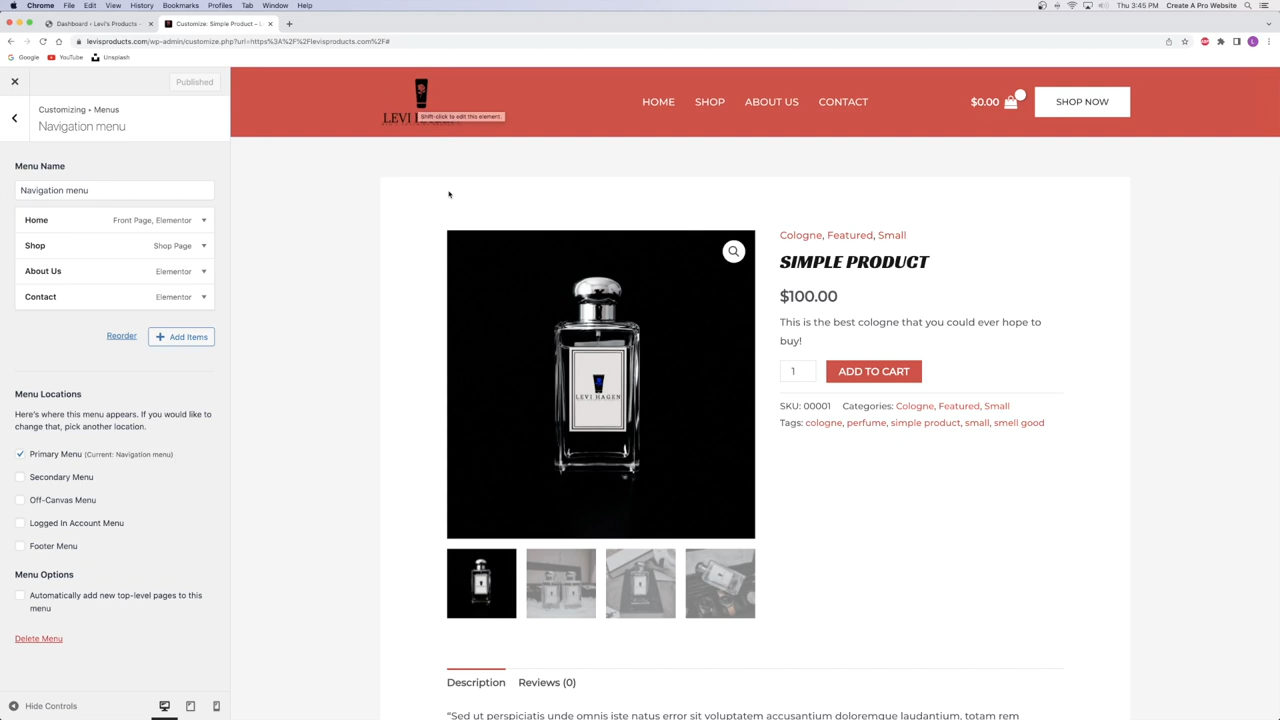 Chrome File Edit View History Bookmarks Profiles Tab Window Help Thu 3:45 PM Create A Pro Website
Dashboard ‹ Levi's Products - Customize: Simple Product – L
levisproducts.com/wp-admin/customize.php?url=https%3A%2F%2Flevisproducts.com%2F#
Google YouTube Unsplash
Published
Customizing • Menus
Navigation menu
Menu Name
Navigation menu
Home Front Page, Elementor
Shop Shop Page
About Us Elementor
Contact Elementor
Reorder Add Items
Menu Locations
Here's where this menu appears. If you would like to
change that, pick another location.
Primary Menu (Current: Navigation menu)
Secondary Menu
Off-Canvas Menu
Logged In Account Menu
Footer Menu
Menu Options
Automatically add new top-level pages to this
menu
Delete Menu
Hide Controls
LEVI
Shift-click to edit this element.
HOME SHOP ABOUT US CONTACT $0.00 SHOP NOW
LEVI HAGEN
Cologne, Featured, Small
SIMPLE PRODUCT
$100.00
This is the best cologne that you could ever hope to
buy!
1 ADD TO CART
SKU: 00001 Categories: Cologne, Featured, Small
Tags: cologne, perfume, simple product, small, smell good
Description Reviews (0)
“Sed ut perspiciatis unde omnis iste natus error sit voluptatem accusantium doloremque laudantium, totam rem